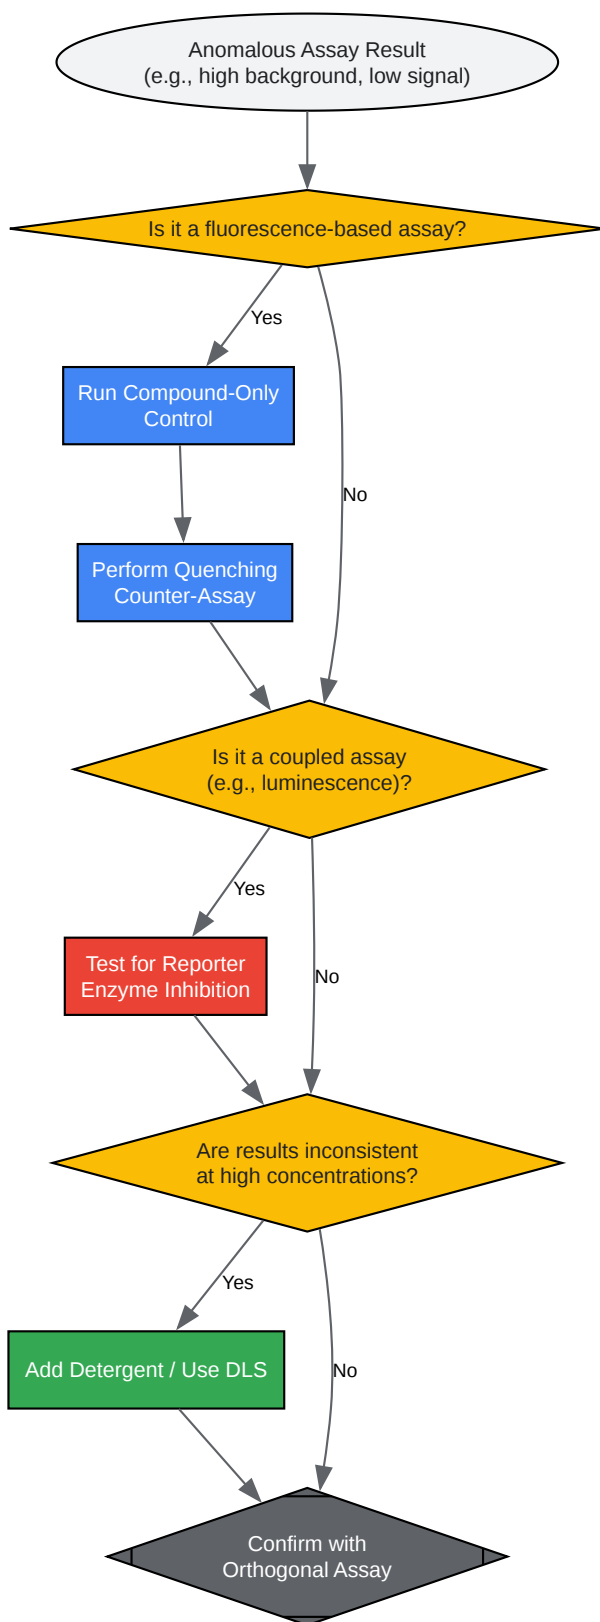 Anomalous Assay Result
(e.g., high background, low signal)
Is it a fluorescence-based assay?
Yes
Run Compound-Only
Control
No
Perform Quenching
Counter-Assay
Is it a coupled assay
(e.g., luminescence)?
Yes
Test for Reporter
Enzyme Inhibition
No
Are results inconsistent
at high concentrations?
Yes
Add Detergent / Use DLS
No
Confirm with
Orthogonal Assay